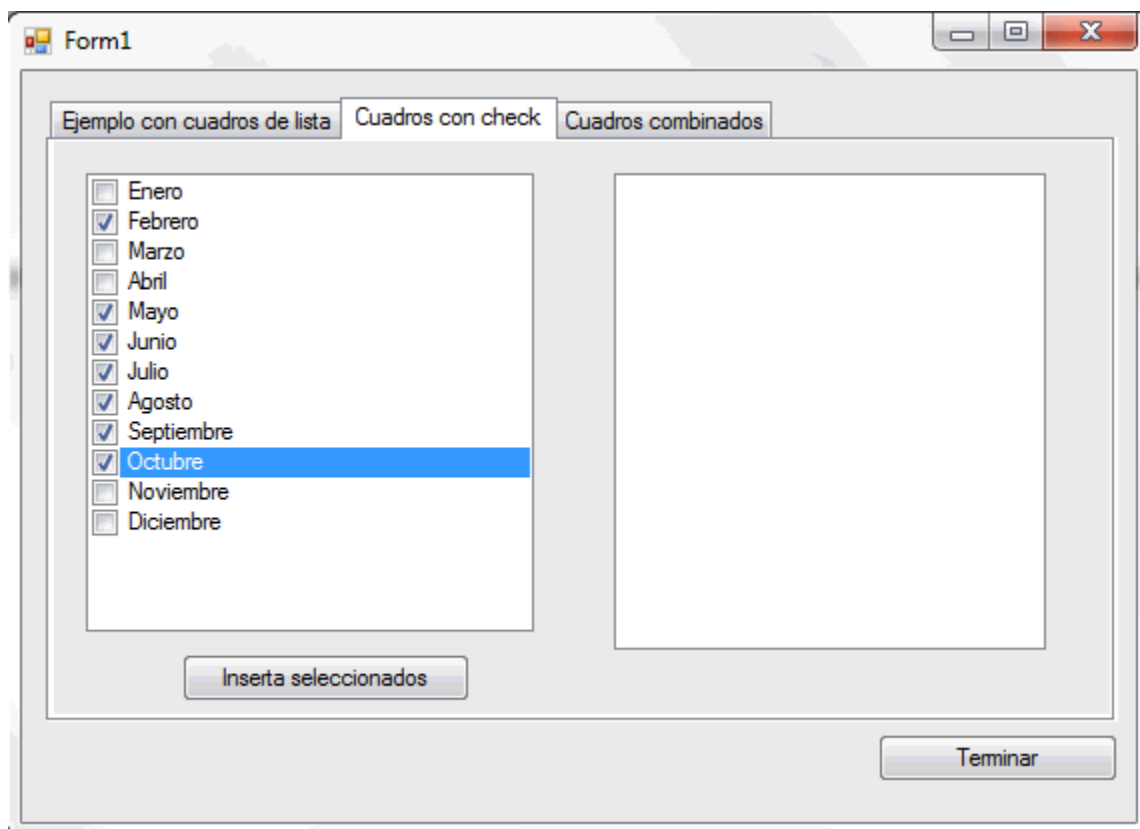 Form1
Ejemplo con cuadros de lista Cuadros con check Cuadros combinados
Enero
Febrero
Marzo
Abril
Mayo
Junio
Julio
Agosto
Septiembre
Octubre
Noviembre
Diciembre
Inserta seleccionados
Terminar